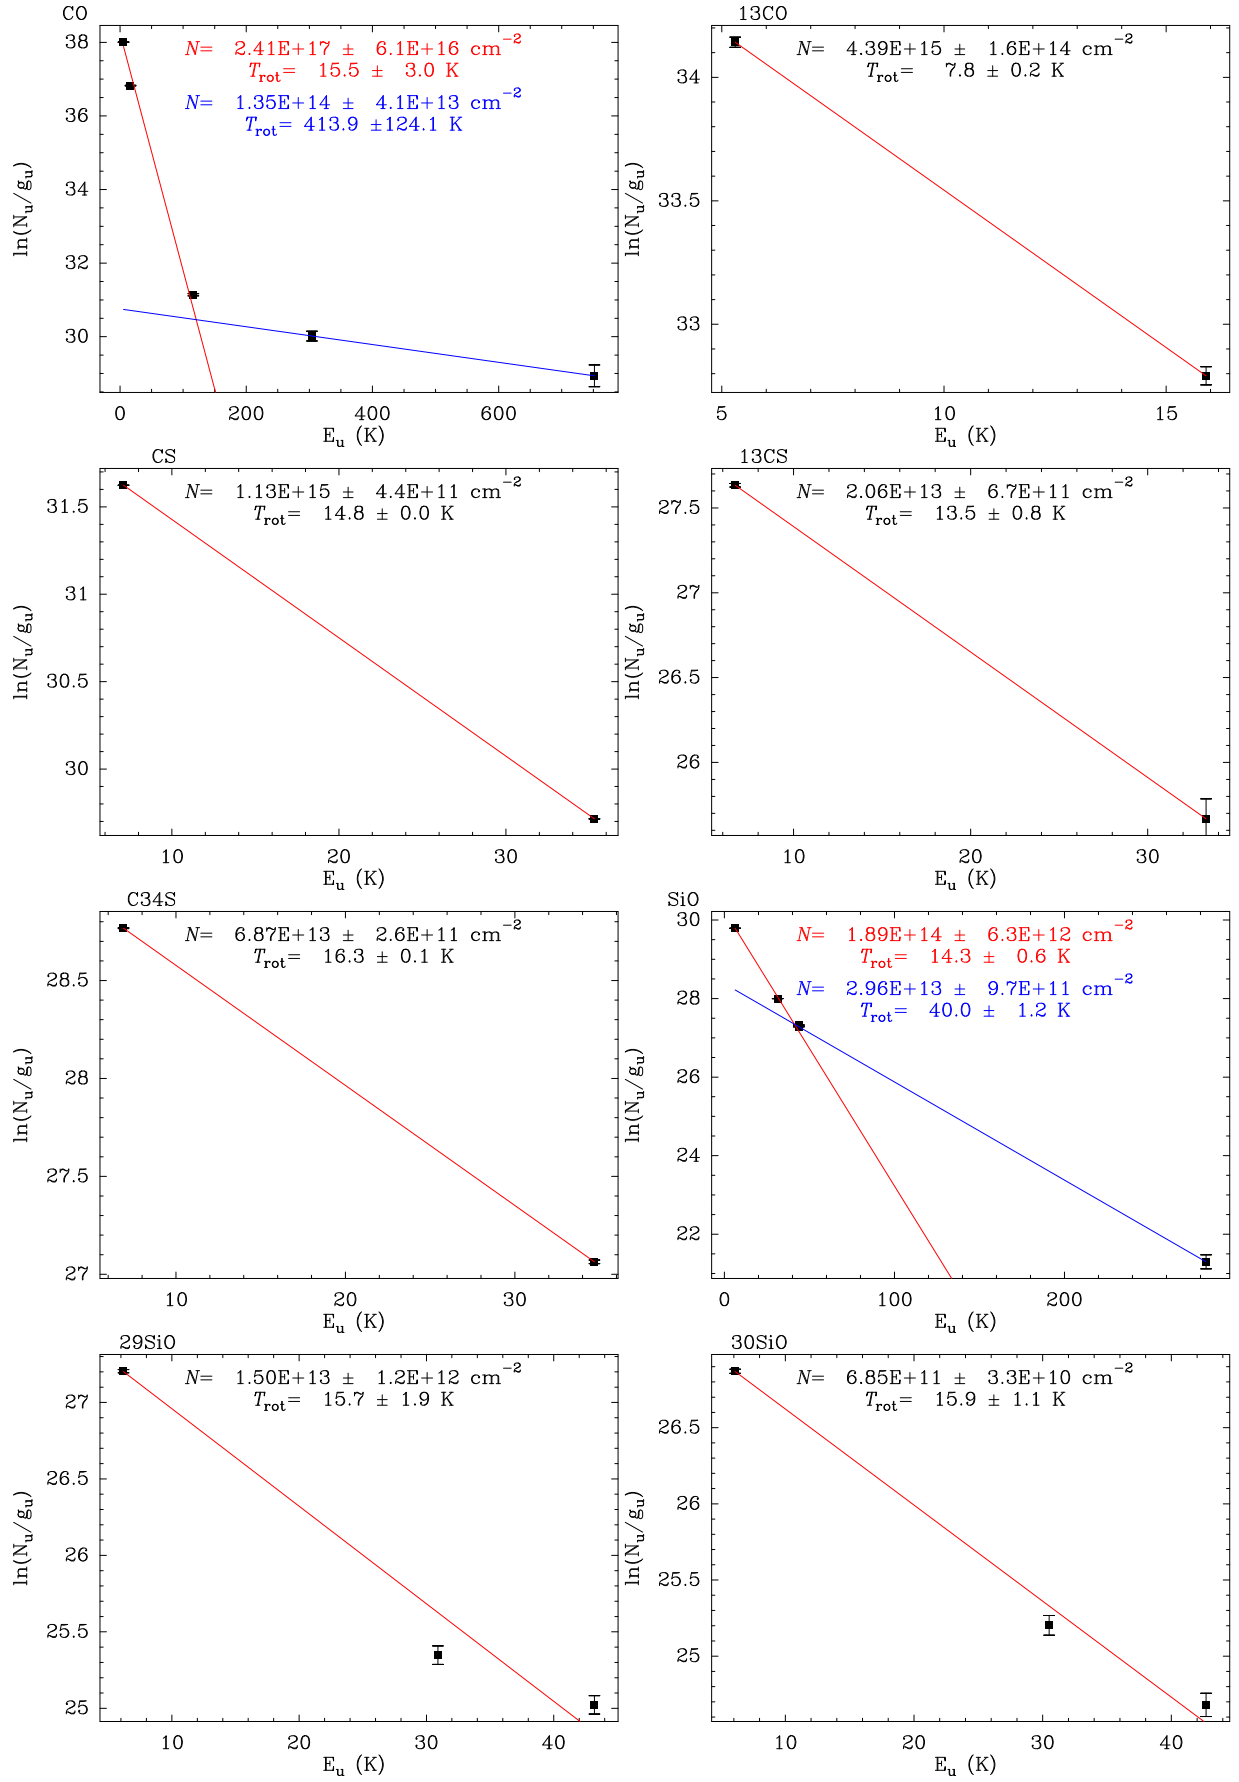 CO
N= 2.41E+17 ± 6.1E+16 cm−2
Trot= 15.5 ± 3.0 K
N= 1.35E+14 ± 4.1E+13 cm−2
Trot= 413.9 ±124.1 K
38
36
34
32
30
ln(Nu/gu)
0 200 400 600
Eu (K)
13CO
N= 4.39E+15 ± 1.6E+14 cm−2
Trot= 7.8 ± 0.2 K
34
33.5
33
ln(Nu/gu)
5 10 15
Eu (K)
CS
N= 1.13E+15 ± 4.4E+11 cm−2
Trot= 14.8 ± 0.0 K
31.5
31
30.5
30
ln(Nu/gu)
10 20 30
Eu (K)
13CS
N= 2.06E+13 ± 6.7E+11 cm−2
Trot= 13.5 ± 0.8 K
27.5
27
26.5
26
ln(Nu/gu)
10 20 30
Eu (K)
C34S
N= 6.87E+13 ± 2.6E+11 cm−2
Trot= 16.3 ± 0.1 K
28.5
28
27.5
27
ln(Nu/gu)
10 20 30
Eu (K)
SiO
N= 1.89E+14 ± 6.3E+12 cm−2
Trot= 14.3 ± 0.6 K
N= 2.96E+13 ± 9.7E+11 cm−2
Trot= 40.0 ± 1.2 K
30
28
26
24
22
ln(Nu/gu)
0 100 200
Eu (K)
29SiO
N= 1.50E+13 ± 1.2E+12 cm−2
Trot= 15.7 ± 1.9 K
27
26.5
26
25.5
25
ln(Nu/gu)
10 20 30 40
Eu (K)
30SiO
N= 6.85E+11 ± 3.3E+10 cm−2
Trot= 15.9 ± 1.1 K
26.5
26
25.5
25
ln(Nu/gu)
10 20 30 40
Eu (K)